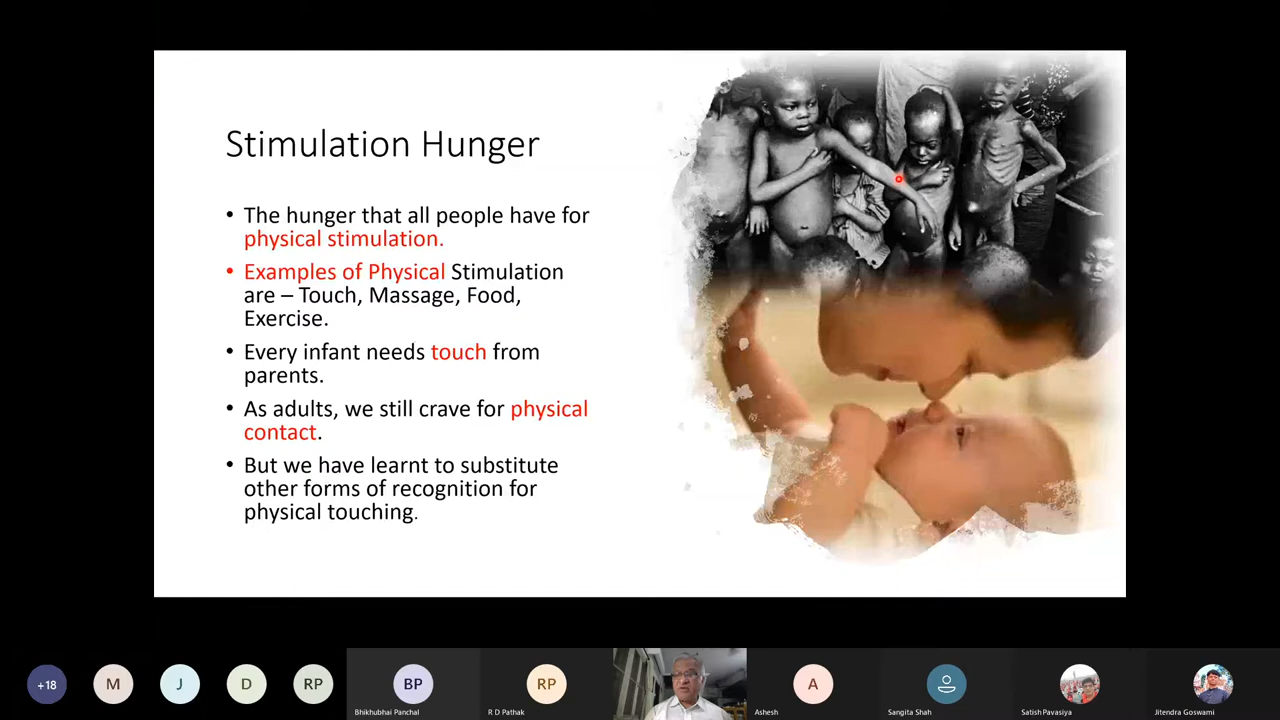 Stimulation Hunger
• The hunger that all people have for
physical stimulation.
• Examples of Physical Stimulation
are – Touch, Massage, Food,
Exercise.
• Every infant needs touch from
parents.
• As adults, we still crave for physical
contact.
• But we have learnt to substitute
other forms of recognition for
physical touching.
+18 M J D RP BP RP A
Bhikhubhai Panchal R D Pathak Ashesh Sangita Shah Satish Pavasiya Jitendra Goswami